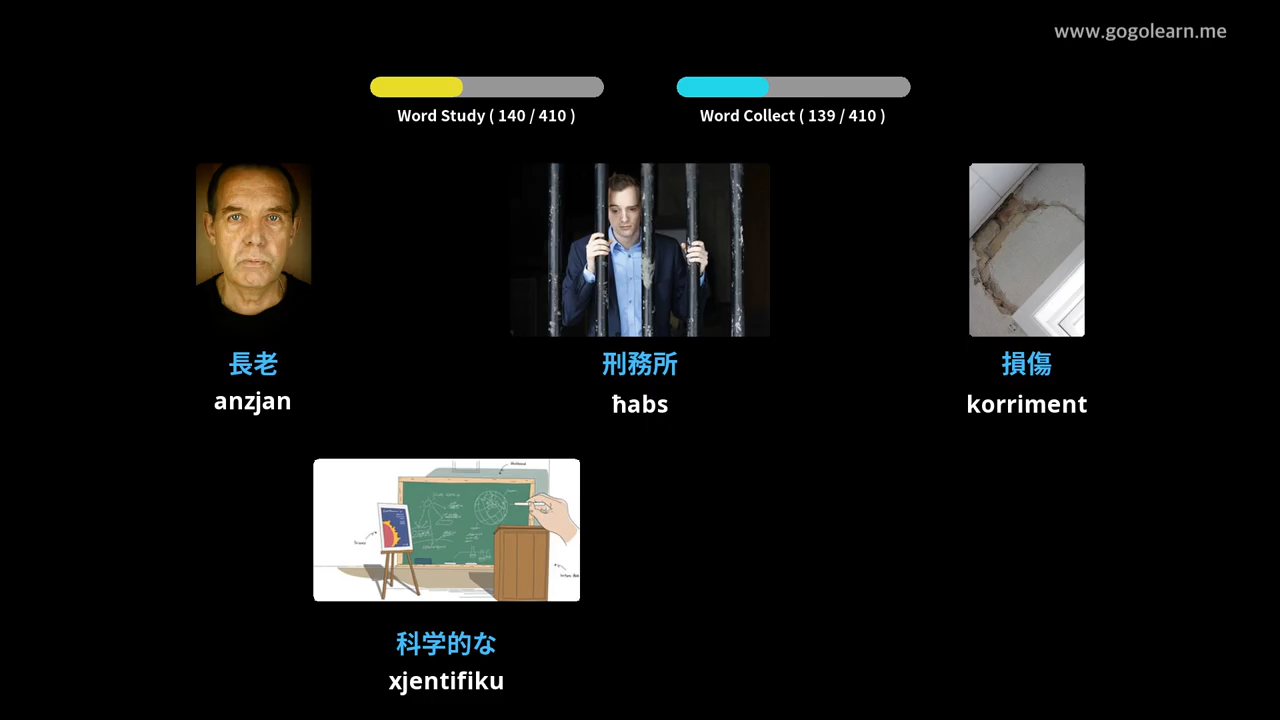 www.gogolearn.me
Word Study ( 140 / 410 )
Word Collect ( 139 / 410 )
長老
anzjan
刑務所
ħabs
損傷
korriment
科学的な
xjentifiku